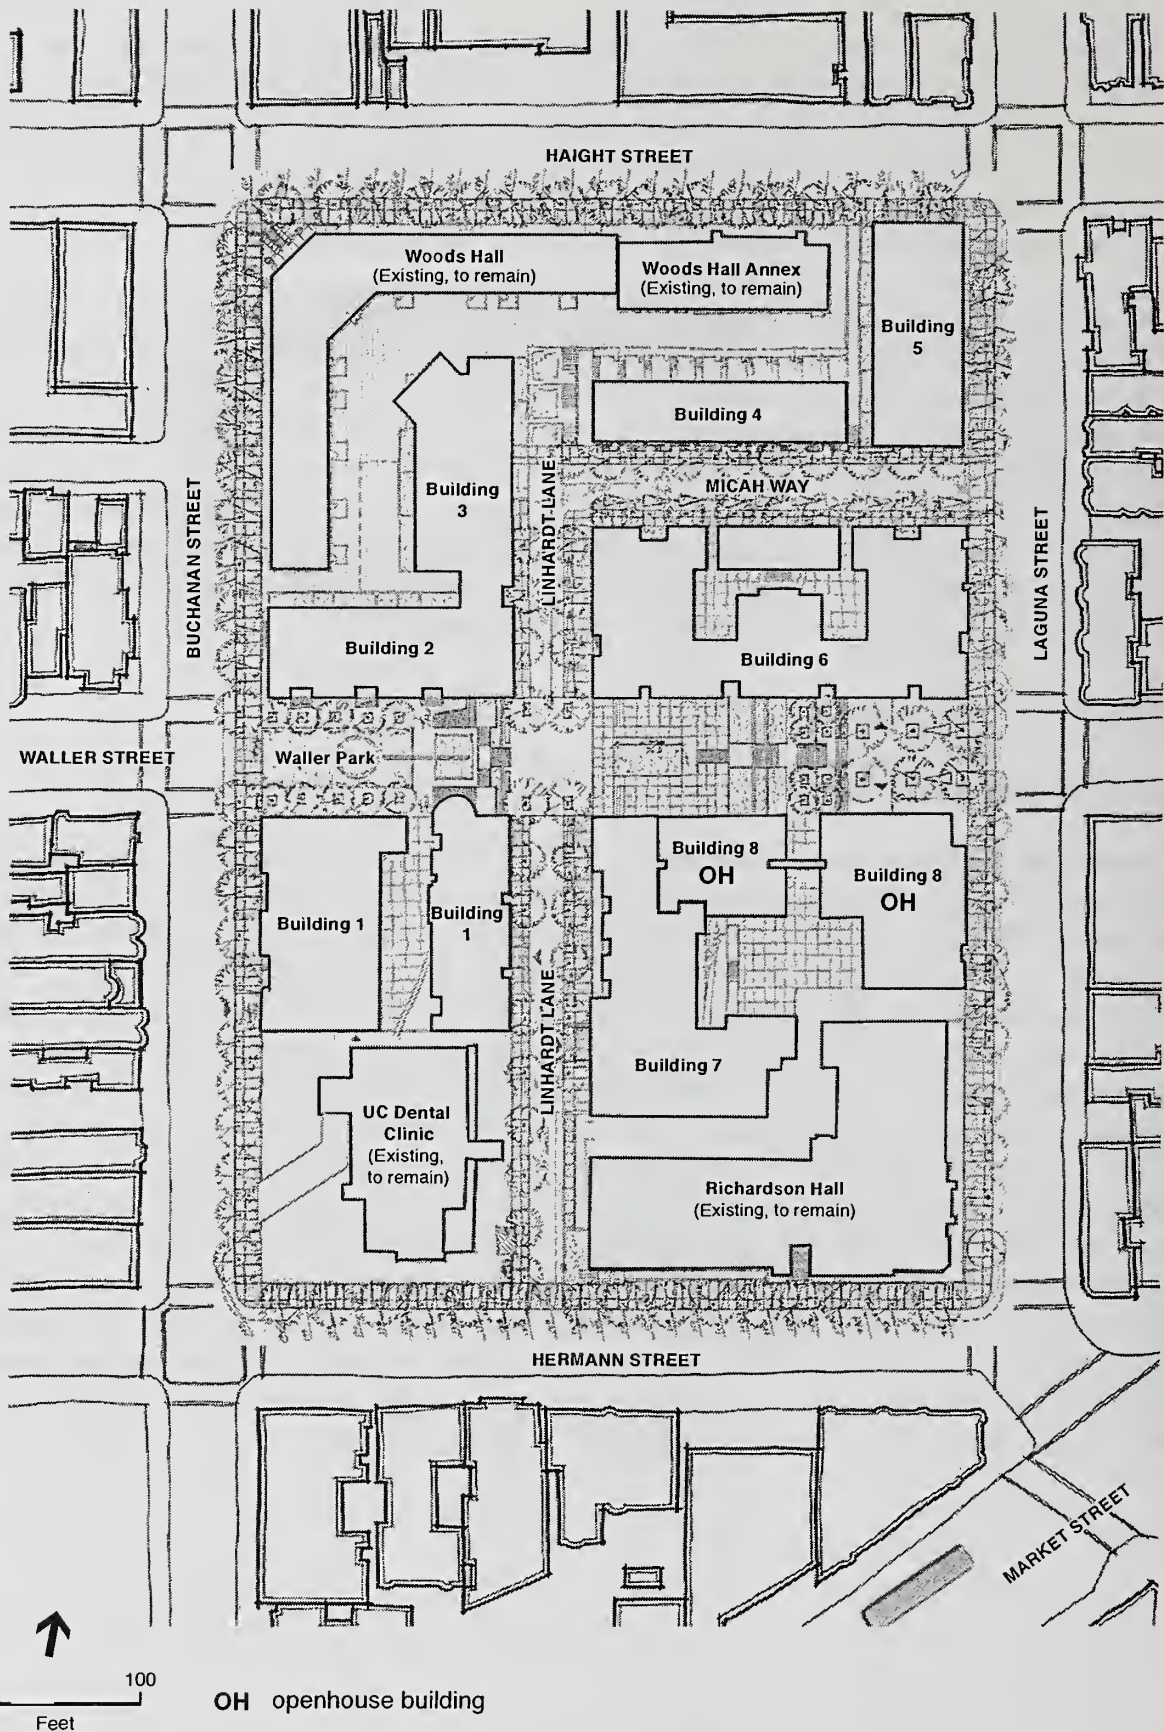 HAIGHT STREET
Woods Hall
(Existing, to remain)
Woods Hall Annex
(Existing, to remain)
Building
5
Building 4
Building
3
LINHARDT LANE
MICAH WAY
BUCHANAN STREET
LAGUNA STREET
Building 2
Building 6
WALLER STREET
Waller Park
Building 8
OH
Building 8
OH
Building 1
Building
1
LINHARDT LANE
Building 7
UC Dental
Clinic
(Existing,
to remain)
Richardson Hall
(Existing, to remain)
HERMANN STREET
MARKET STREET
100
Feet
OH openhouse building